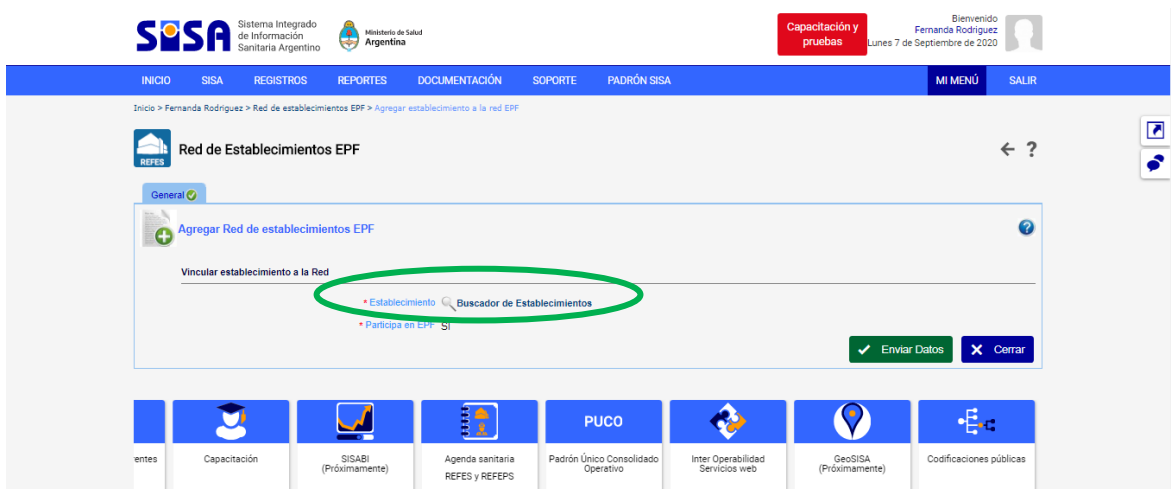 SISA
Sistema Integrado
de Información
Sanitaria Argentino
Ministerio de Salud
Argentina
Capacitación y
pruebas
Bienvenido
Fernanda Rodriguez
Lunes 7 de Septiembre de 2020
INICIO SISA REGISTROS REPORTES DOCUMENTACIÓN SOPORTE PADRÓN SISA MI MENÚ SALIR
Inicio > Fernanda Rodriguez > Red de establecimientos EPF > Agregar establecimiento a la red EPF
REFES
Red de Establecimientos EPF
?
General
Agregar Red de establecimientos EPF
?
Vincular establecimiento a la Red
* Establecimiento Buscador de Establecimientos
* Participa en EPF SI
Enviar Datos
Cerrar
entes
Capacitación
SISABI
(Próximamente)
Agenda sanitaria
REFES y REFEPS
PUCO
Padrón Único Consolidado
Operativo
Inter Operabilidad
Servicios web
GeoSISA
(Próximamente)
Codificaciones públicas